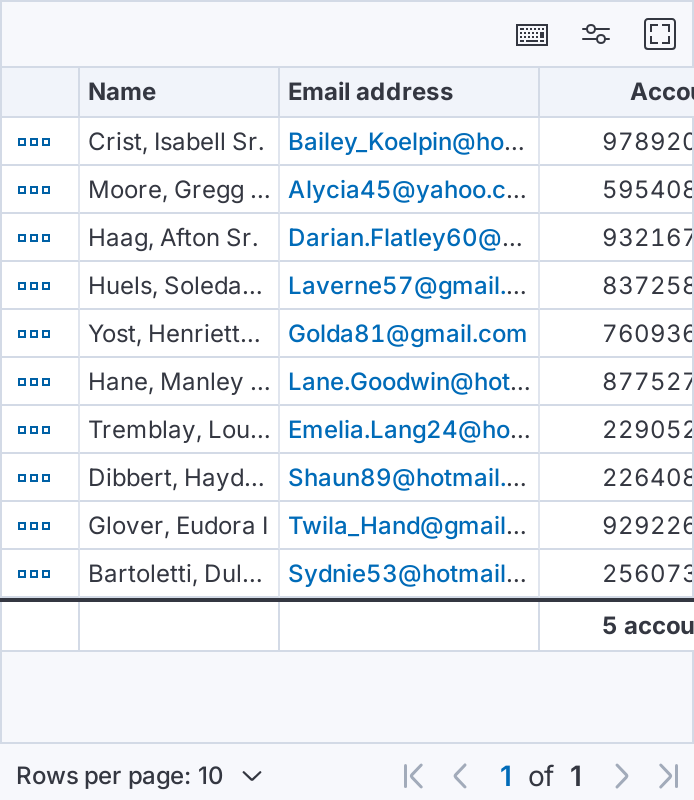 Name Email address Accou
Crist, Isabell Sr. Bailey_Koelpin@ho... 978920
Moore, Gregg ... Alycia45@yahoo.c... 595408
Haag, Afton Sr. Darian.Flatley60@... 932167
Huels, Soleda... Laverne57@gmail.... 837258
Yost, Henriett... Golda81@gmail.com 760936
Hane, Manley ... Lane.Goodwin@hot... 877527
Tremblay, Lou... Emelia.Lang24@ho... 229052
Dibbert, Hayd... Shaun89@hotmail.... 226408
Glover, Eudora I Twila_Hand@gmail... 929226
Bartoletti, Dul... Sydnie53@hotmail... 256073
5 accou
Rows per page: 10 1 of 1